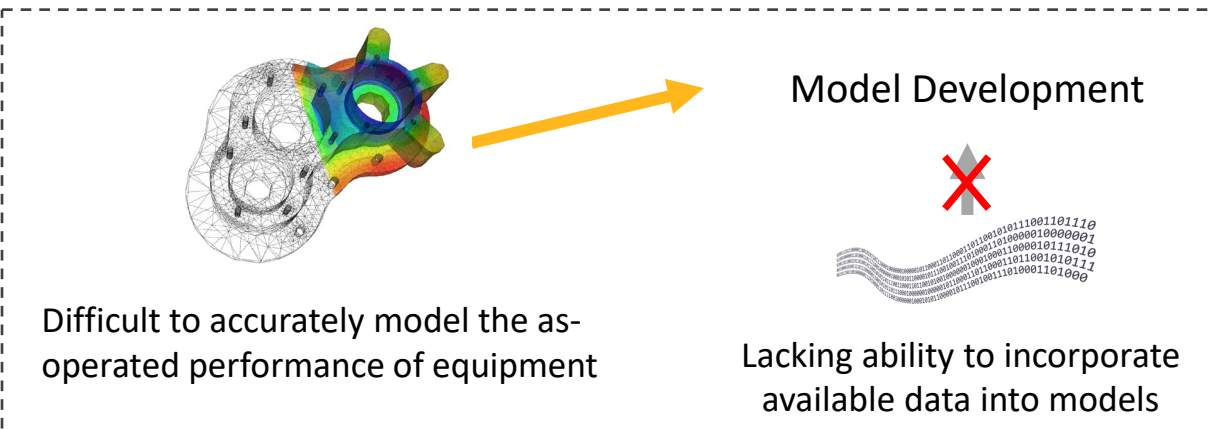 Model Development
Difficult to accurately model the as-
operated performance of equipment
Lacking ability to incorporate
available data into models